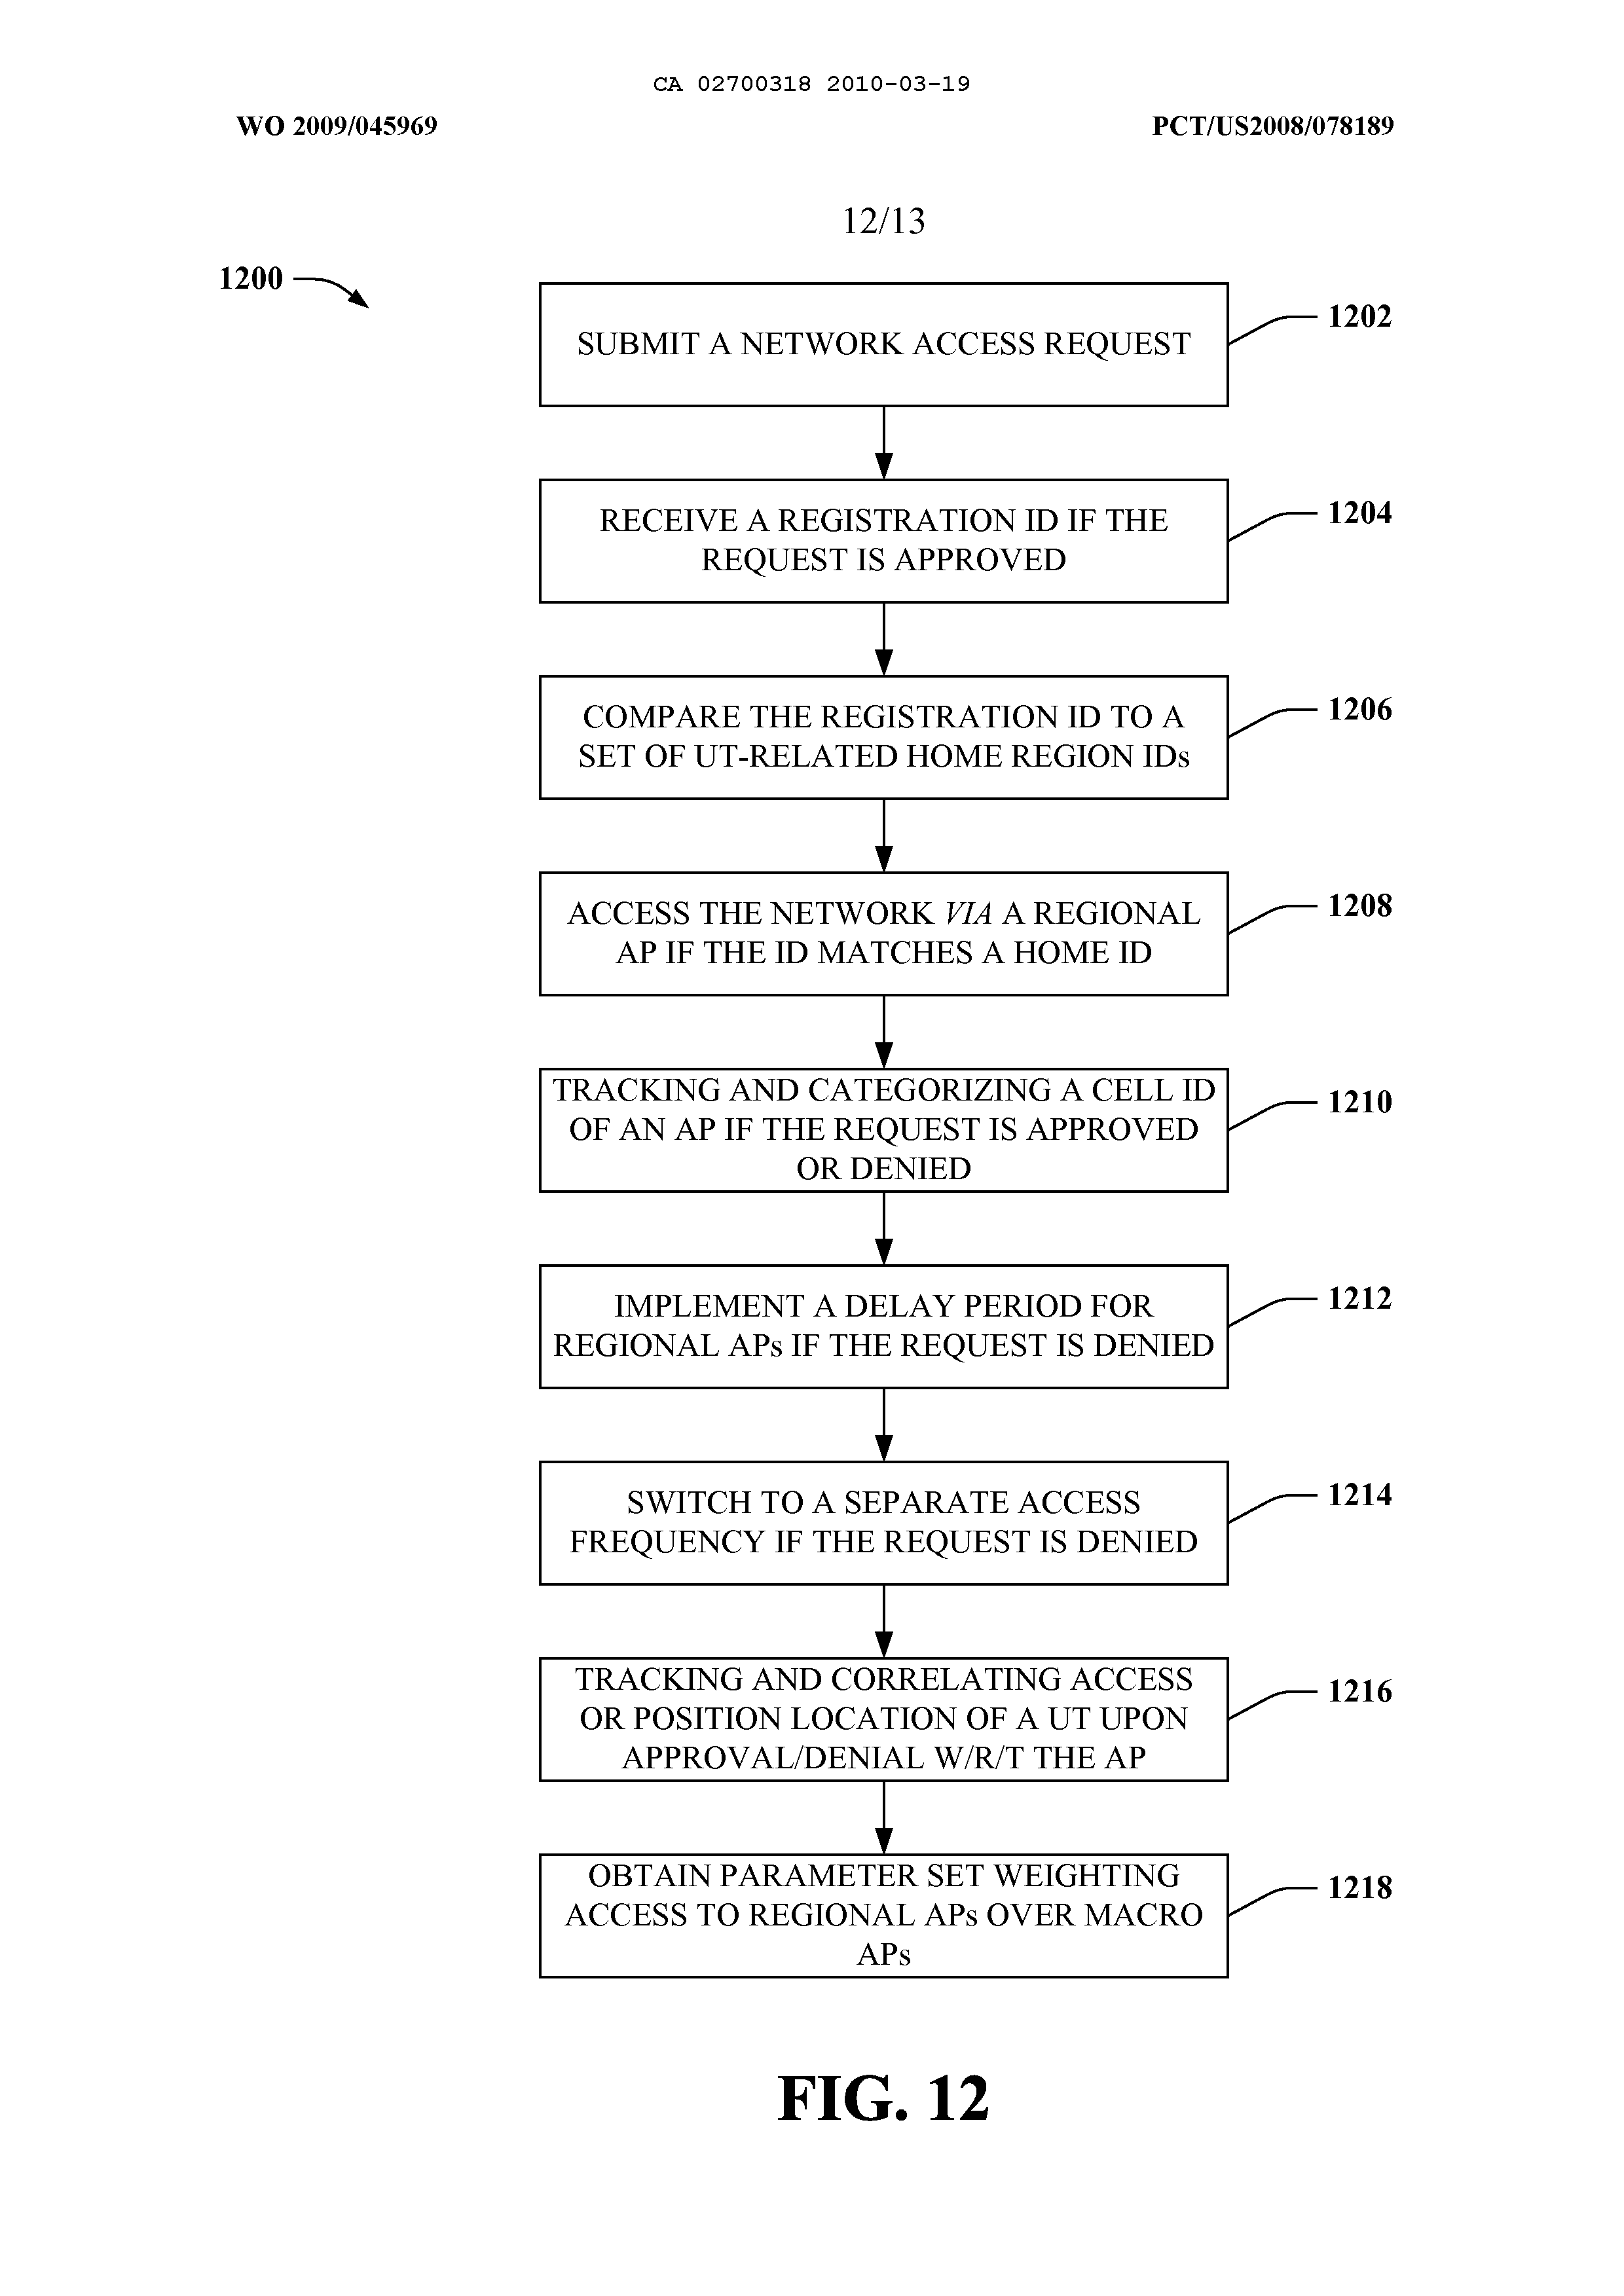 CA 02700318 2010-03-19
WO 2009/045969
PCT/US2008/078189
12/13
1200
SUBMIT A NETWORK ACCESS REQUEST
1202
RECEIVE A REGISTRATION ID IF THE
REQUEST IS APPROVED
1204
COMPARE THE REGISTRATION ID TO A
SET OF UT-RELATED HOME REGION IDs
1206
ACCESS THE NETWORK VIA A REGIONAL
AP IF THE ID MATCHES A HOME ID
1208
TRACKING AND CATEGORIZING A CELL ID
OF AN AP IF THE REQUEST IS APPROVED
OR DENIED
1210
IMPLEMENT A DELAY PERIOD FOR
REGIONAL APs IF THE REQUEST IS DENIED
1212
SWITCH TO A SEPARATE ACCESS
FREQUENCY IF THE REQUEST IS DENIED
1214
TRACKING AND CORRELATING ACCESS
OR POSITION LOCATION OF A UT UPON
APPROVAL/DENIAL W/R/T THE AP
1216
OBTAIN PARAMETER SET WEIGHTING
ACCESS TO REGIONAL APs OVER MACRO
APs
1218
FIG. 12